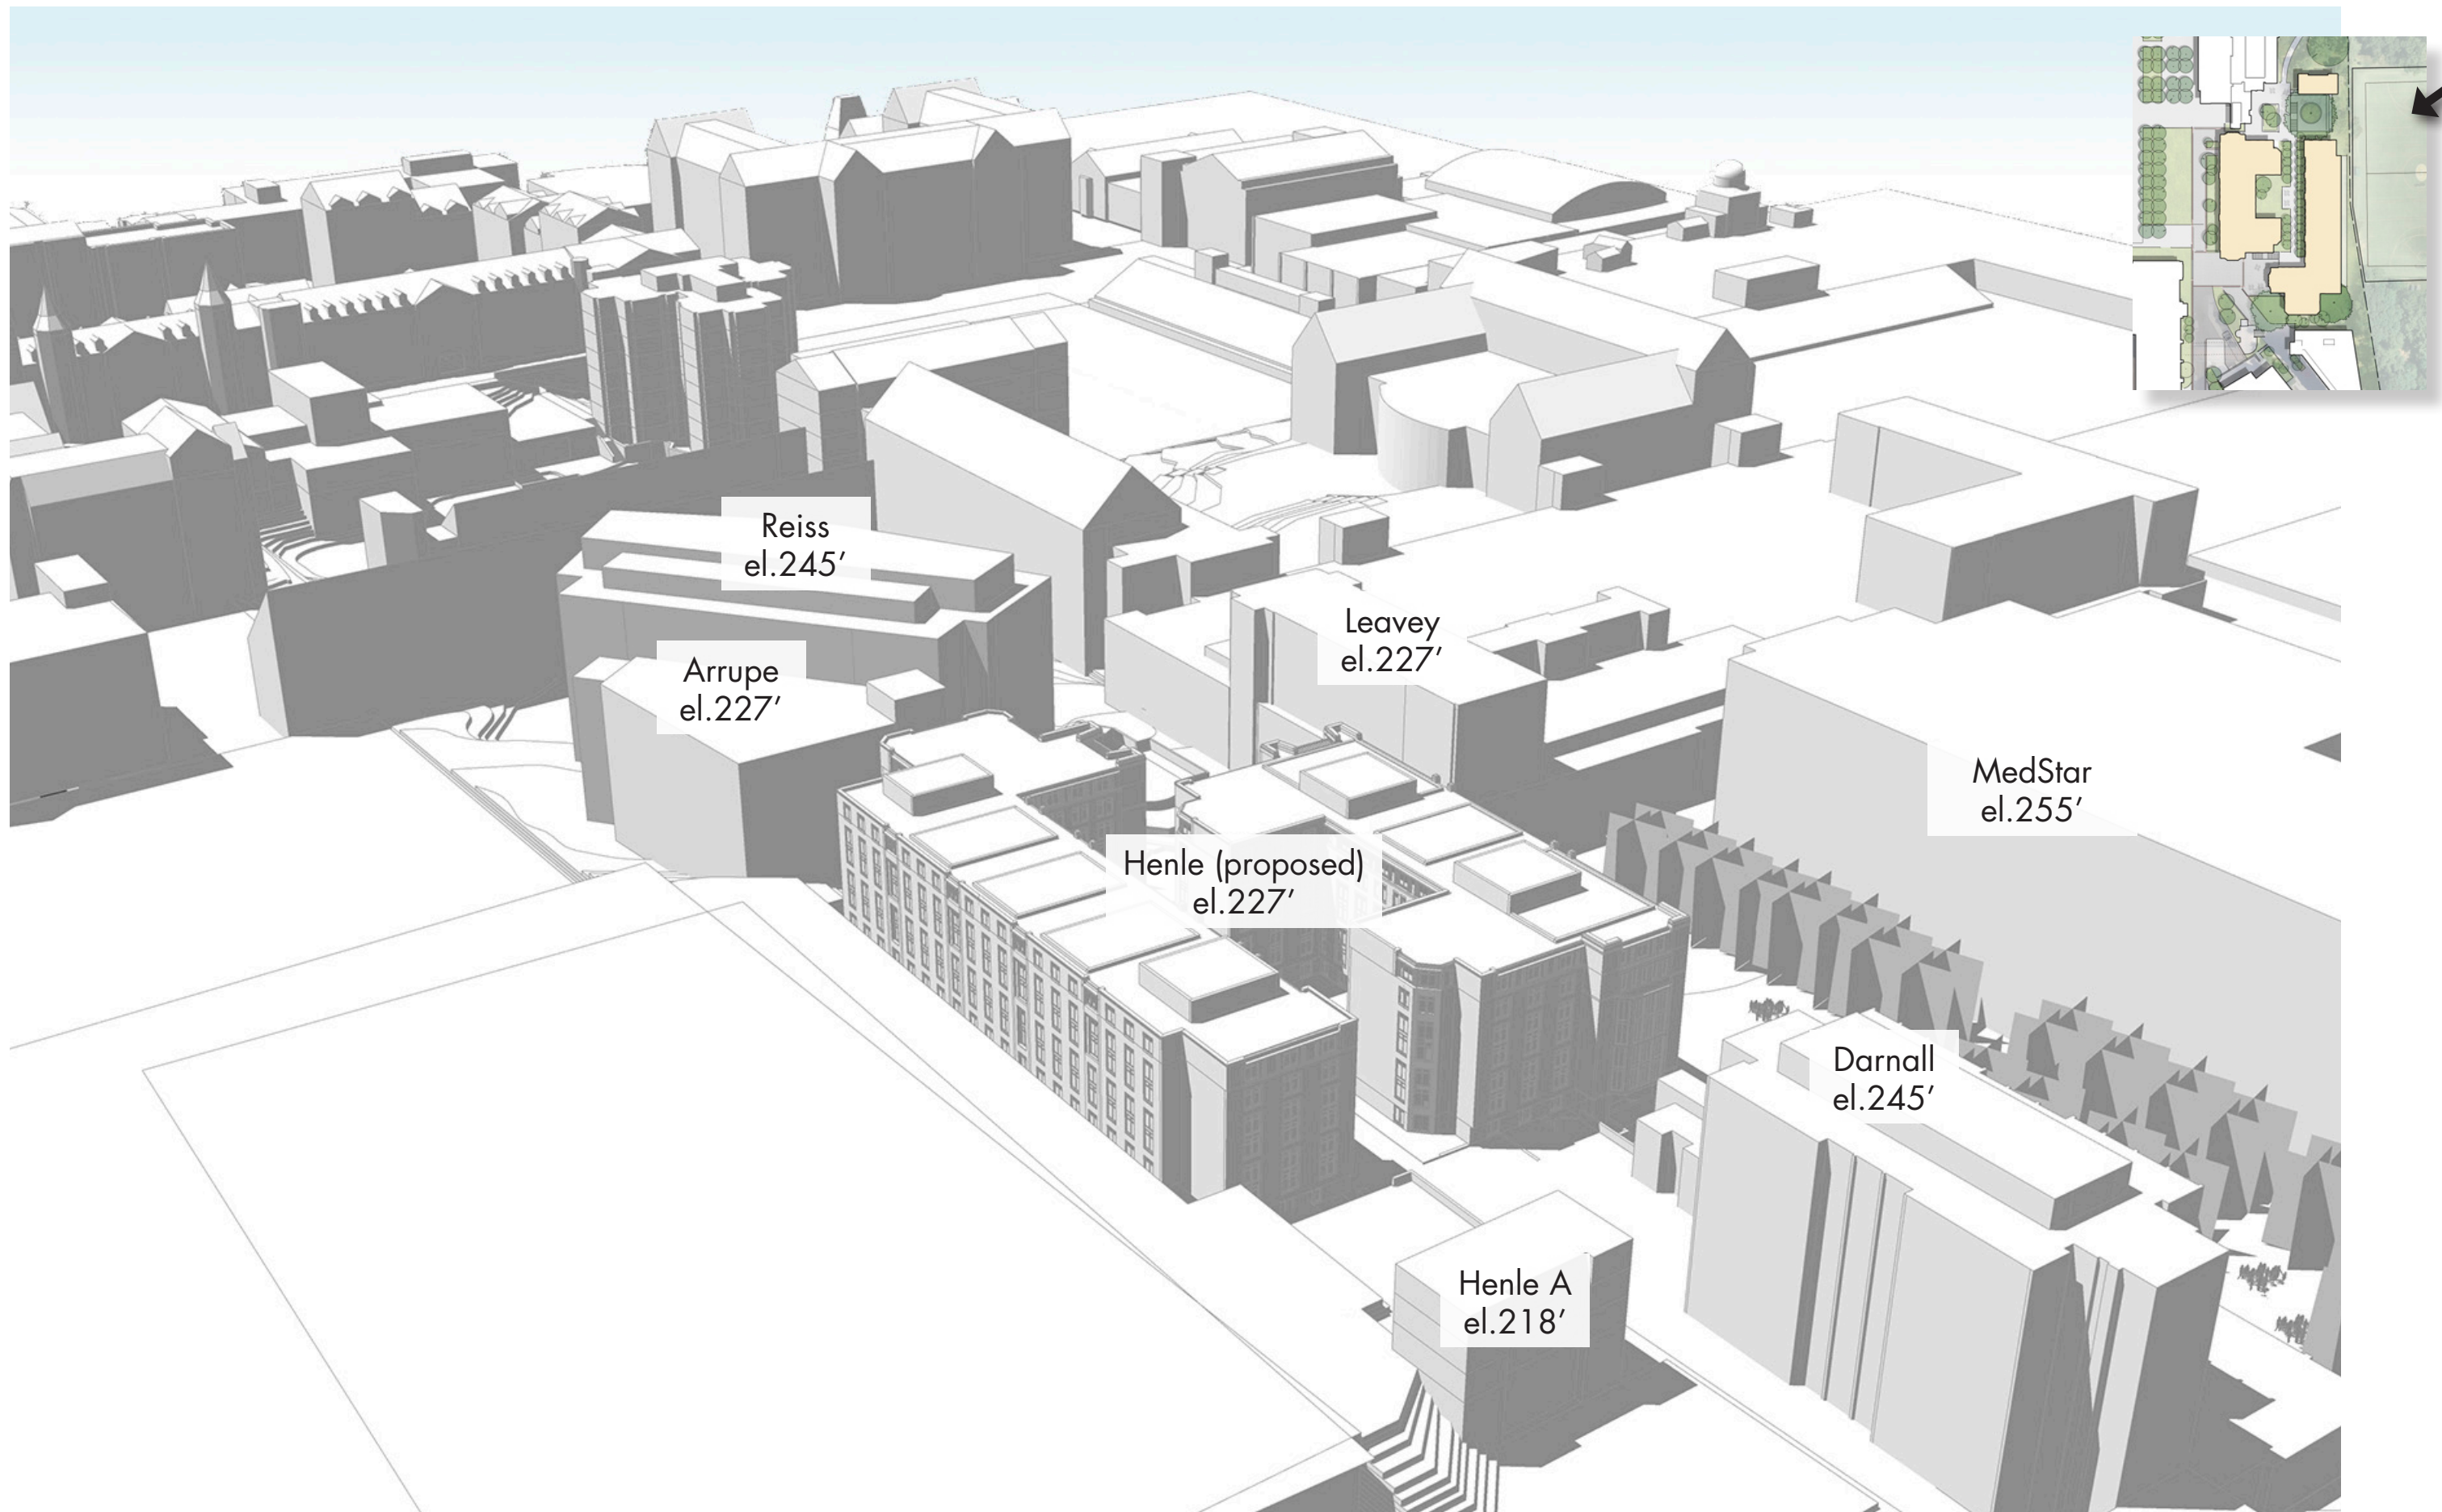 Reiss
el.245′
Leavey
el.227′
Arrupe
el.227′
MedStar
el.255′
Henle (proposed)
el.227′
Darnall
el.245′
Henle A
el.218′